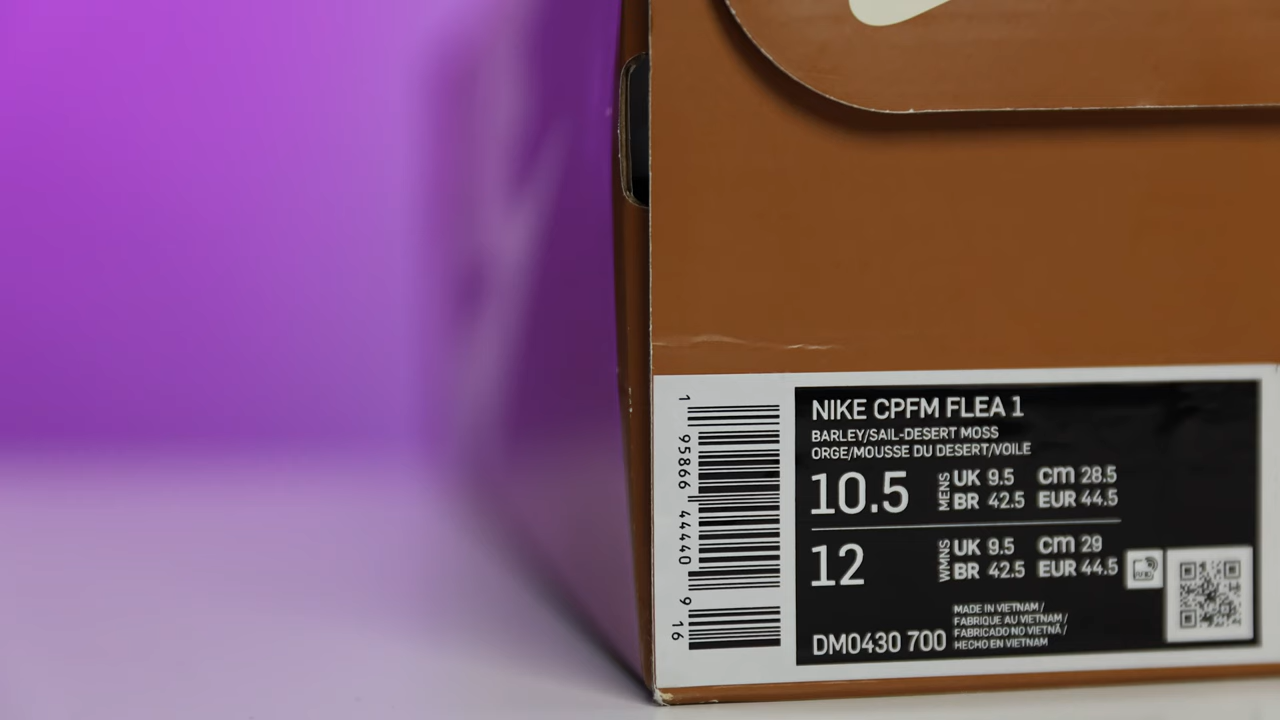 1 95866 44440 9 16
NIKE CPFM FLEA 1
BARLEY/SAIL-DESERT MOSS
ORGE/MOUSSE DU DESERT/VOILE
10.5 MENS UK 9.5 cm 28.5
BR 42.5 EUR 44.5
12 WMNS UK 9.5 cm 29
BR 42.5 EUR 44.5
DM0430 700
MADE IN VIETNAM /
FABRIQUE AU VIETNAM /
FABRICADO NO VIETNÃ /
HECHO EN VIETNAM